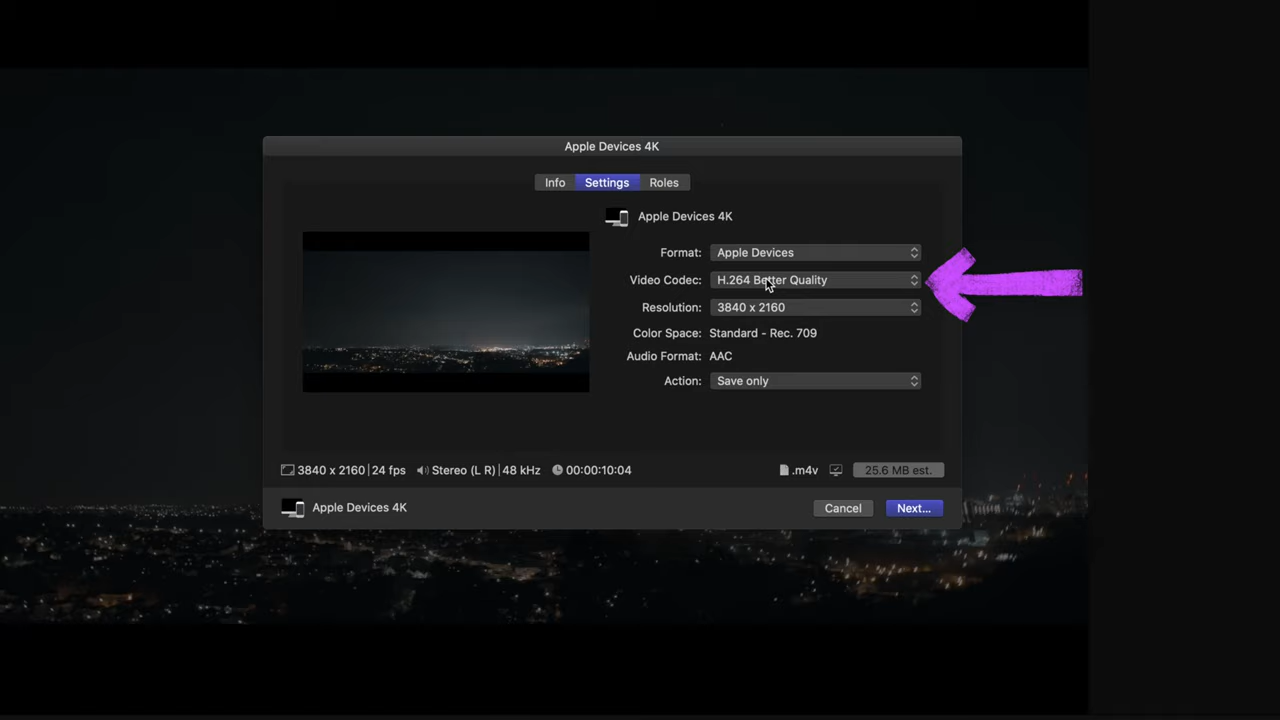 Apple Devices 4K
Info Settings Roles
Apple Devices 4K
Format: Apple Devices
Video Codec: H.264 Better Quality
Resolution: 3840 x 2160
Color Space: Standard - Rec. 709
Audio Format: AAC
Action: Save only
3840 x 2160 | 24 fps Stereo (L R) | 48 kHz 00:00:10:04 .m4v 25.6 MB est.
Apple Devices 4K Cancel Next...